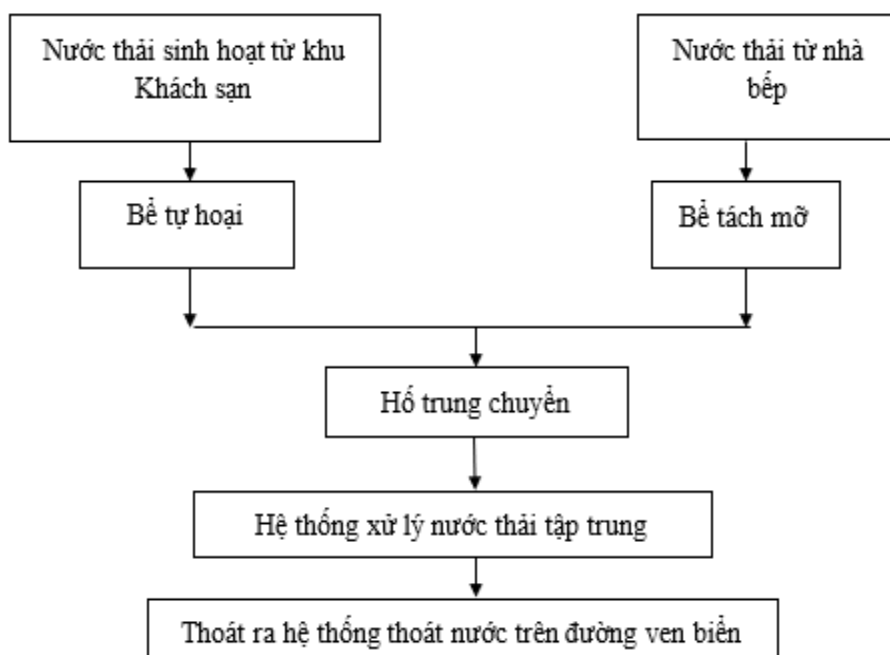 Nước thải sinh hoạt từ khu
Khách sạn
Nước thải từ nhà
bếp
Bể tự hoại
Bể tách mỡ
Hố trung chuyển
Hệ thống xử lý nước thải tập trung
Thoát ra hệ thống thoát nước trên đường ven biển